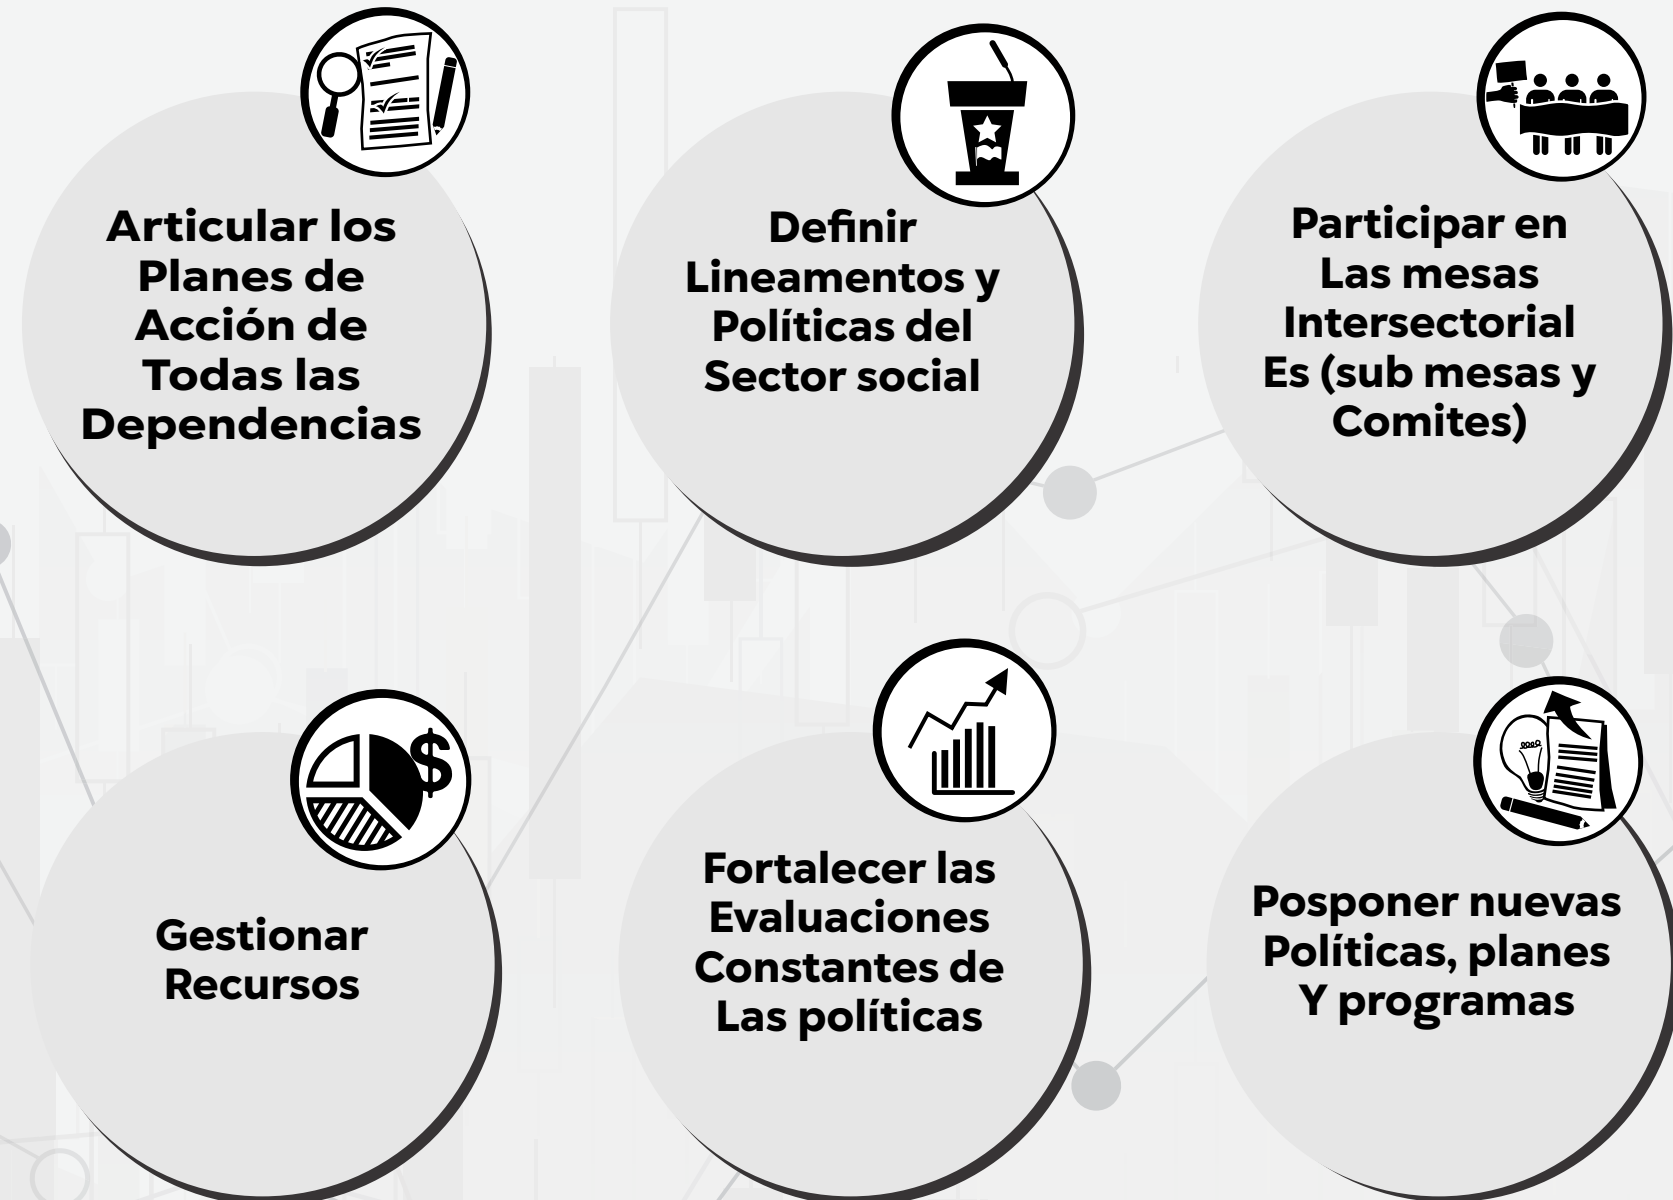 Articular los
Planes de
Acción de
Todas las
Dependencias
Definir
Lineamentos y
Políticas del
Sector social
Participar en
Las mesas
Intersectorial
Es (sub mesas y
Comites)
$
Gestionar
Recursos
Fortalecer las
Evaluaciones
Constantes de
Las políticas
Posponer nuevas
Políticas, planes
Y programas